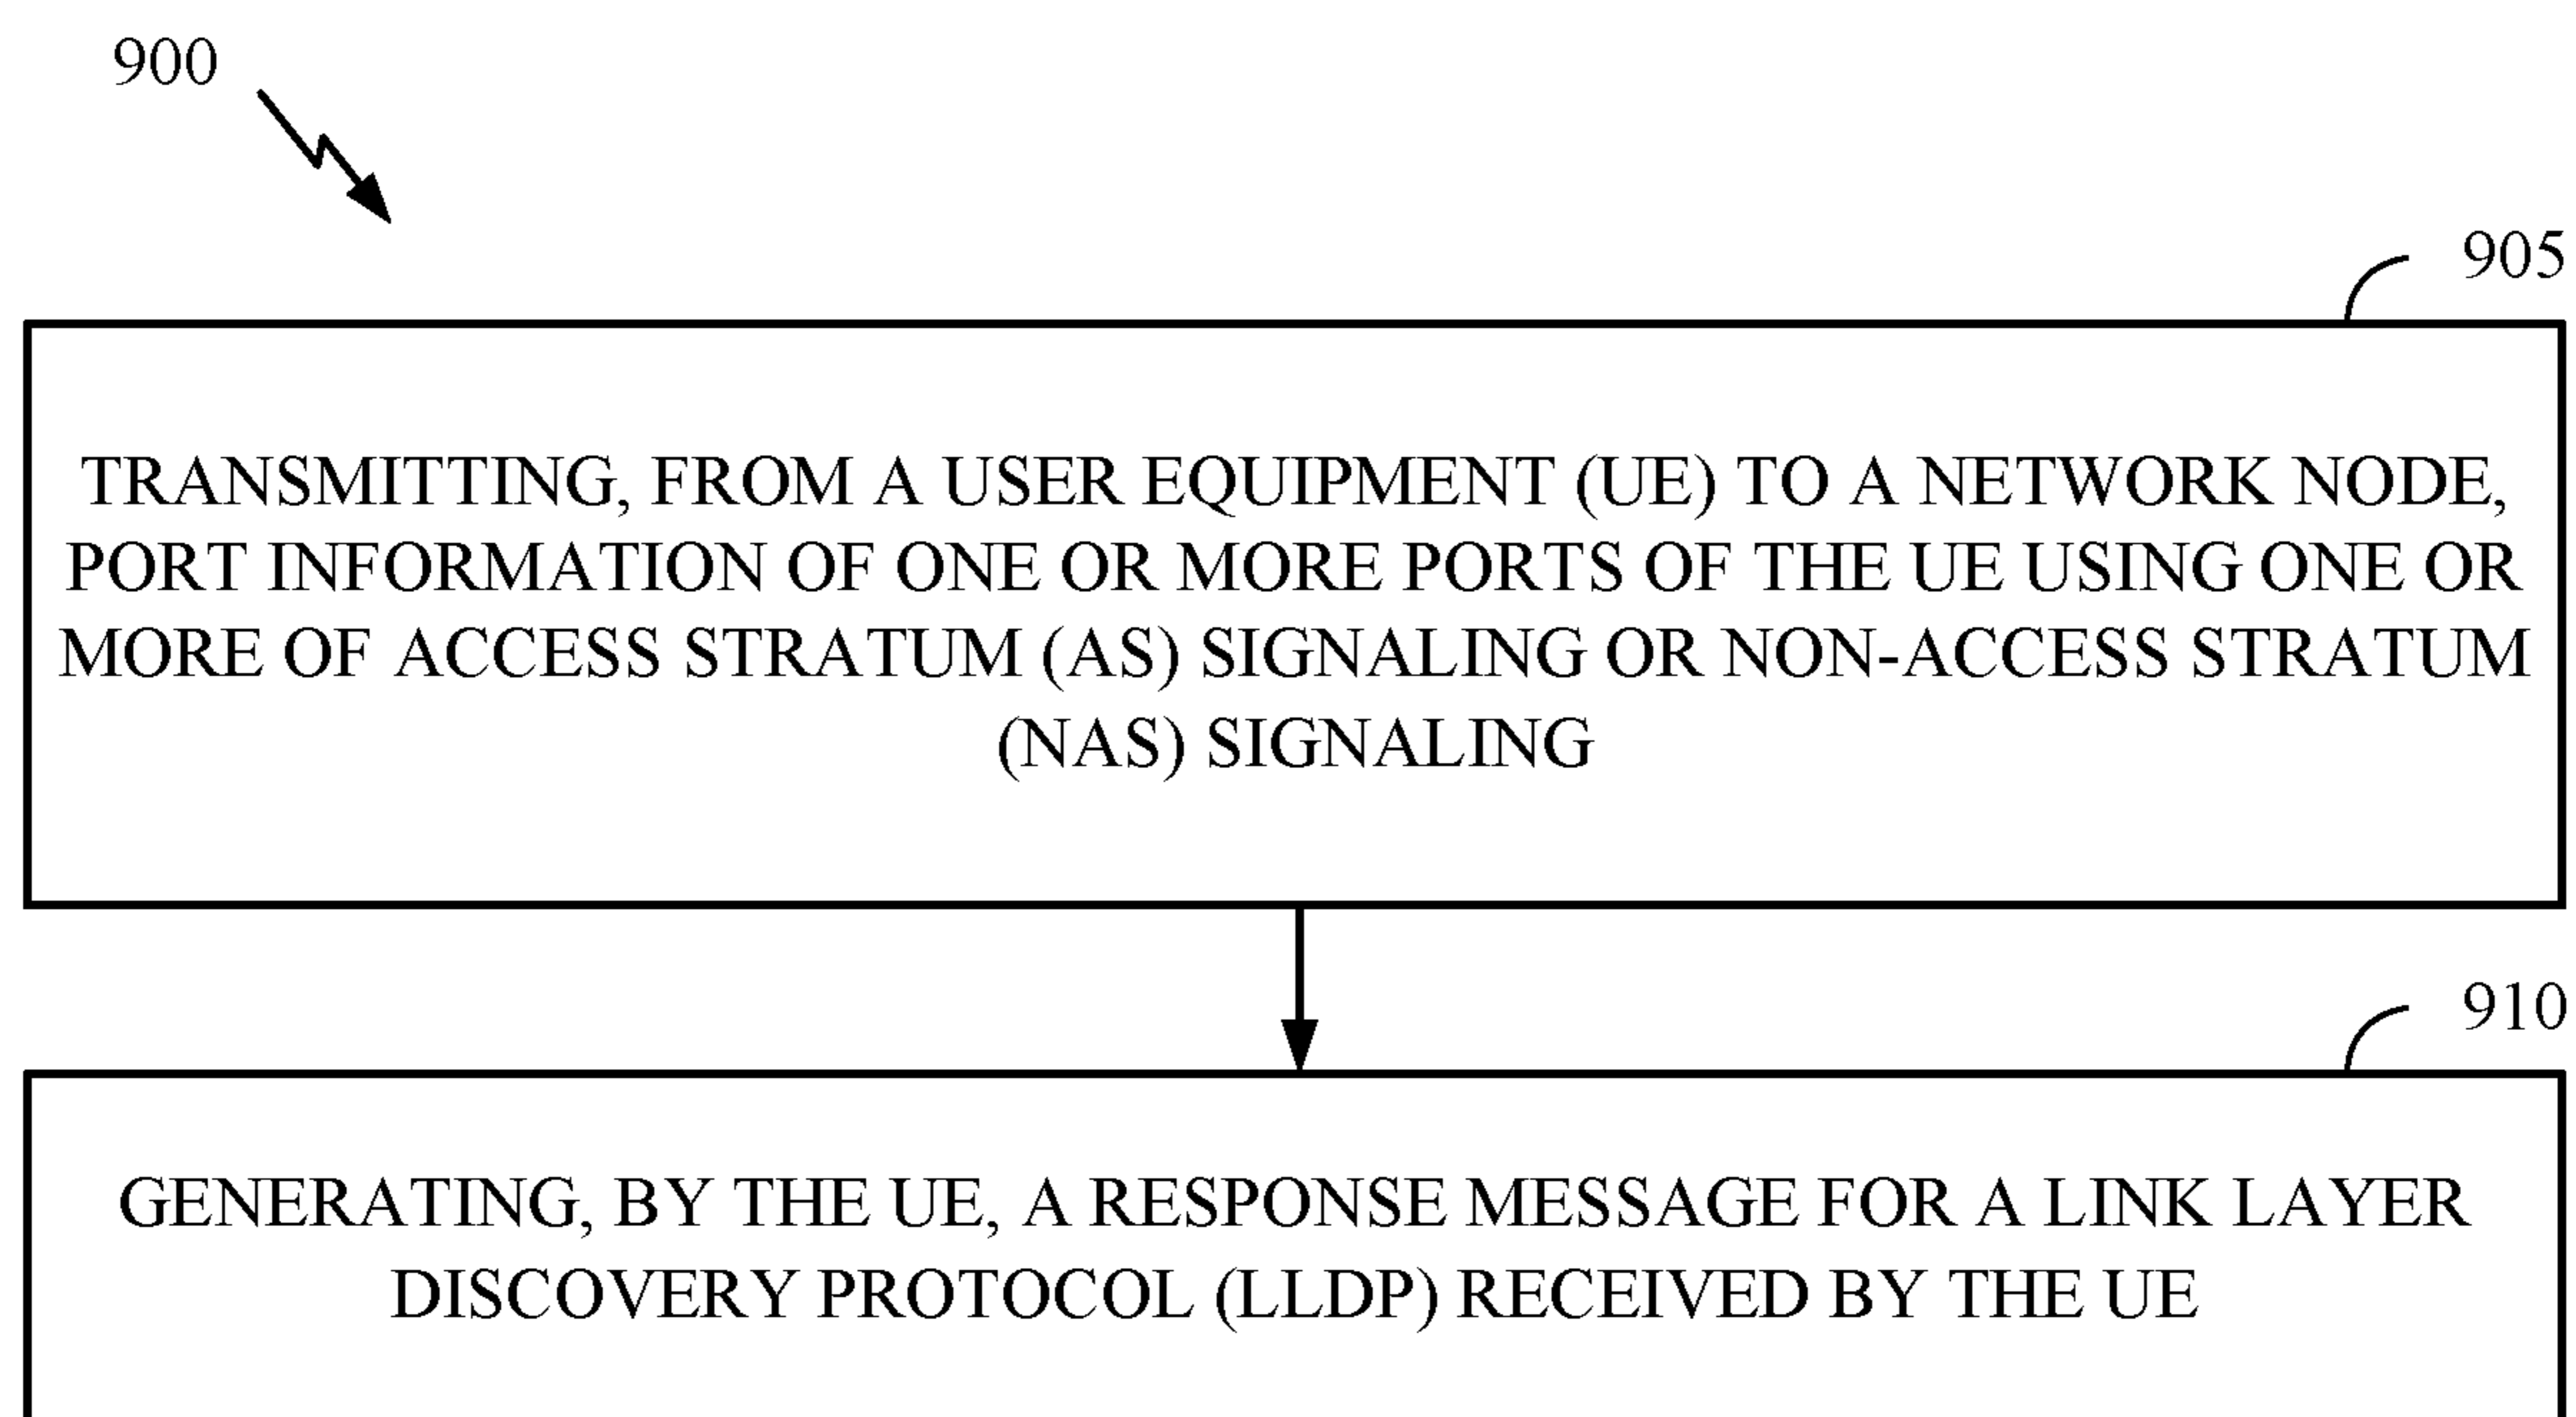 900
905
TRANSMITTING, FROM A USER EQUIPMENT (UE) TO A NETWORK NODE,
PORT INFORMATION OF ONE OR MORE PORTS OF THE UE USING ONE OR
MORE OF ACCESS STRATUM (AS) SIGNALING OR NON-ACCESS STRATUM
(NAS) SIGNALING
910
GENERATING, BY THE UE, A RESPONSE MESSAGE FOR A LINK LAYER
DISCOVERY PROTOCOL (LLDP) RECEIVED BY THE UE